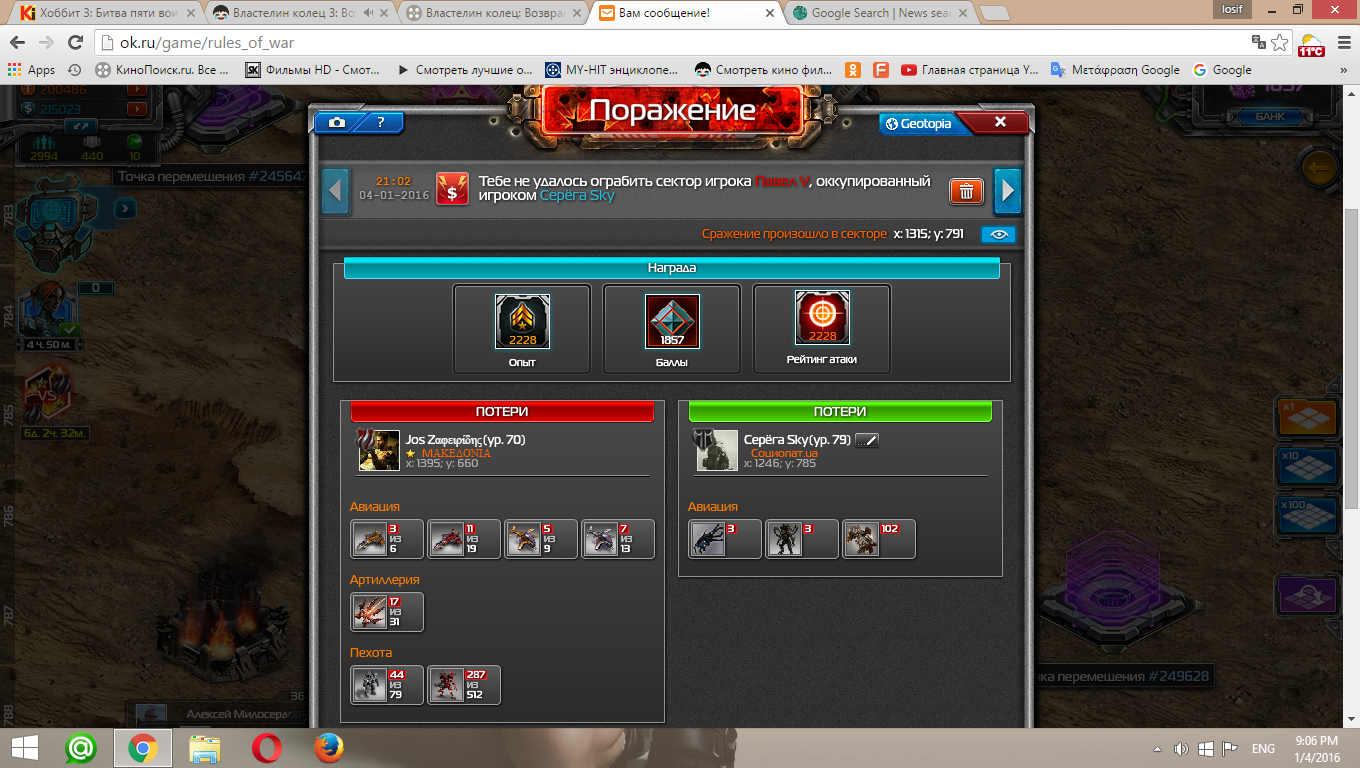 Хоббит 3: Битва пяти вои
Властелин колец 3: Во
Властелин колец: Возвра
Вам сообщение!
Google Search | News sea
Iosif
ok.ru/game/rules_of_war
11°C
Apps
КиноПоиск.ru. Все ...
Фильмы HD - Смот...
Смотреть лучшие о...
MY-HIT энциклопе...
Смотреть кино фил...
Главная страница Y...
Μετάφραση Google
Google
»
200486
215023
2994
440
10
Точка перемещения #24564
783
784
785
786
787
788
0
4 ч. 50 м.
VS
6д. 2ч. 32м.
Поражение
?
Geotopia
БАНК
21:02
04-01-2016
Тебе не удалось ограбить сектор игрока Павел V, оккупированный
игроком Серёга Sky
Сражение произошло в секторе x: 1315; y: 791
Награда
2228
Опыт
1857
Баллы
2228
Рейтинг атаки
ПОТЕРИ
Jos Ζαφειρίδης(ур. 70)
ΜΑΚΕΔΟΝΙΑ
x: 1395; y: 660
Авиация
3 из 6
11 из 19
5 из 9
7 из 13
Артиллерия
17 из 31
Пехота
44 из 79
287 из 512
ПОТЕРИ
Серёга Sky(ур. 79)
Социопат.ua
x: 1246; y: 785
Авиация
3
3
102
x1
x10
x100
чка перемещения #249628
36
Алексей Милосерд
ENG
9:06 PM
1/4/2016